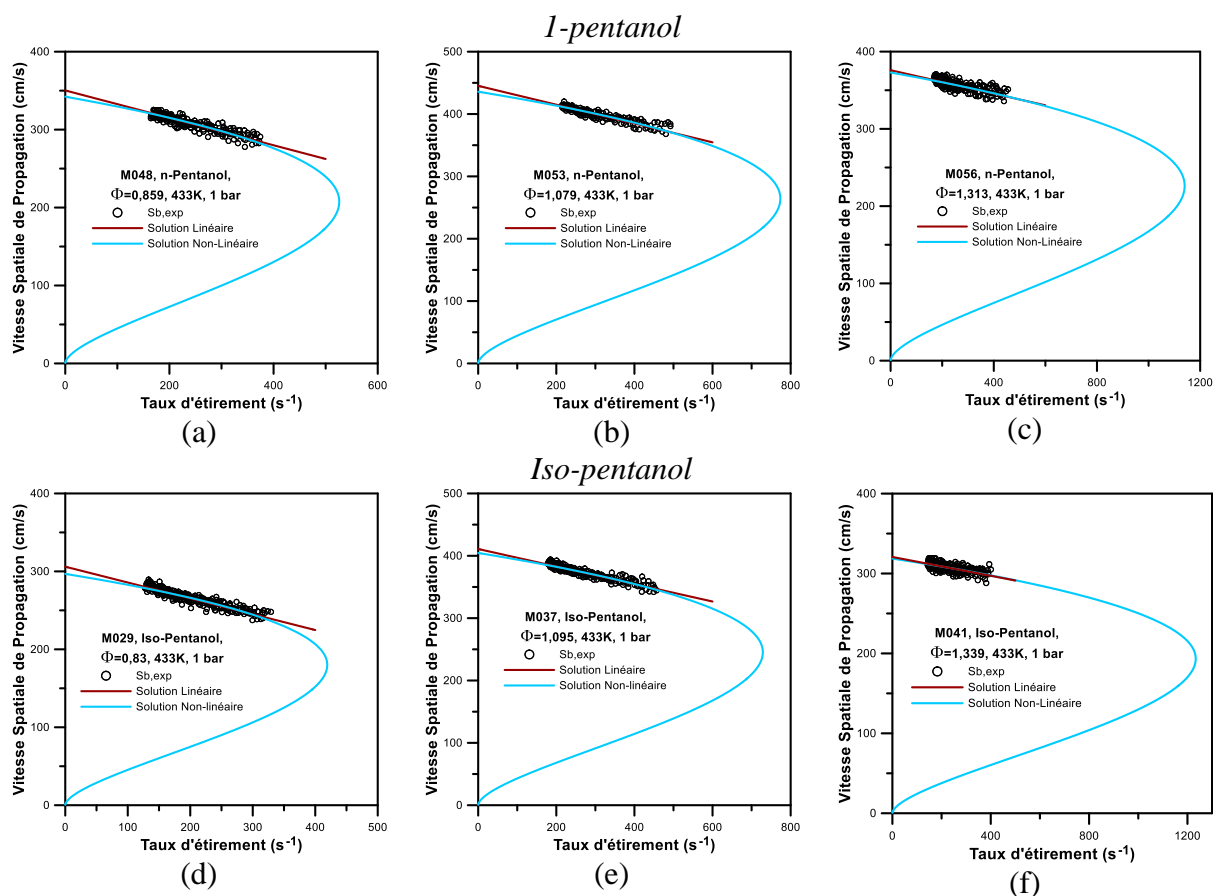 1-pentanol
Vitesse Spatiale de Propagation (cm/s)
400
300
200
100
0
M048, n-Pentanol,
Φ=0,859, 433K, 1 bar
Sb,exp
Solution Linéaire
Solution Non-Linéaire
0 200 400 600
Taux d'étirement (s-1)
(a)
Vitesse Spatiale de Propagation (cm/s)
500
400
300
200
100
0
M053, n-Pentanol,
Φ=1,079, 433K, 1 bar
Sb,exp
Solution Linéaire
Solution Non-Linéaire
0 200 400 600 800
Taux d'étirement (s-1)
(b)
Vitesse Spatiale de Propagation (cm/s)
400
300
200
100
0
M056, n-Pentanol,
Φ=1,313, 433K, 1 bar
Sb,exp
Solution Linéaire
Solution Non-Linéaire
0 400 800 1200
Taux d'étirement (s-1)
(c)
Iso-pentanol
Vitesse Spatiale de Propagation (cm/s)
400
300
200
100
0
M029, Iso-Pentanol,
Φ=0,83, 433K, 1 bar
Sb,exp
Solution Linéaire
Solution Non-linéaire
0 100 200 300 400 500
Taux d'étirement (s-1)
(d)
Vitesse Spatiale de Propagation (cm/s)
500
400
300
200
100
0
M037, Iso-Pentanol,
Φ=1,095, 433K, 1 bar
Sb,exp
Solution Linéaire
Solution Non-Linéaire
0 200 400 600 800
Taux d'étirement (s-1)
(e)
Vitesse Spatiale de Propagation (cm/s)
400
300
200
100
0
M041, Iso-Pentanol,
Φ=1,339, 433K, 1 bar
Sb,exp
Solution Linéaire
Solution Non-Linéaire
0 400 800 1200
Taux d'étirement (s-1)
(f)